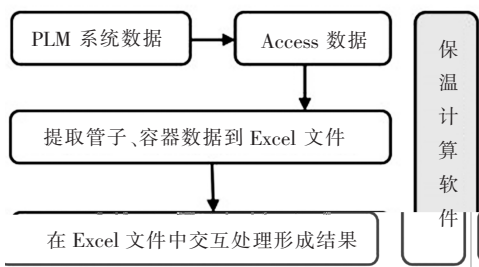 PLM 系统数据
Access 数据
提取管子、容器数据到 Excel 文件
在 Excel 文件中交互处理形成结果
保
温
计
算
软
件